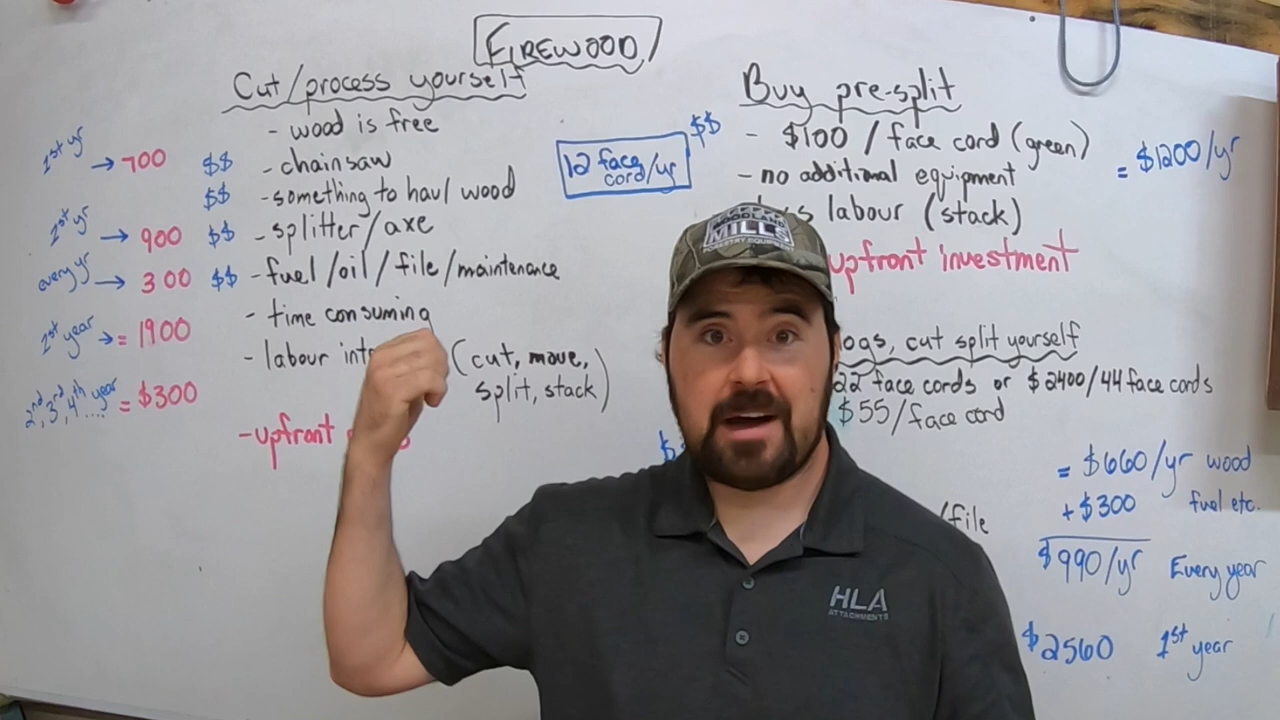 FIREWOOD
Cut/process yourself
- wood is free
1st yr → 700 $$ - chainsaw
$$ - something to haul wood
1st yr → 900 $$ - splitter/axe
every yr → 300 $$ - fuel/oil/file/maintenance
- time consuming
1st year → = 1900
- labour (cut, move,
split, stack)
2nd, 3rd, 4th year .... = $300
- upfront
12 face
cord/yr
Buy pre-split
$$ - $100 / face cord (green)
= $1200/yr
- no additional equipment
labour (stack)
upfront investment
logs, cut split yourself
22 face cords or $2400/44 face cords
$55/face cord
= $660/yr wood
+ $300 fuel etc.
/file
$990/yr Every year
$2560 1st year
WOODLAND
MILLS
FORESTRY EQUIPMENT
HLA
ATTACHMENTS